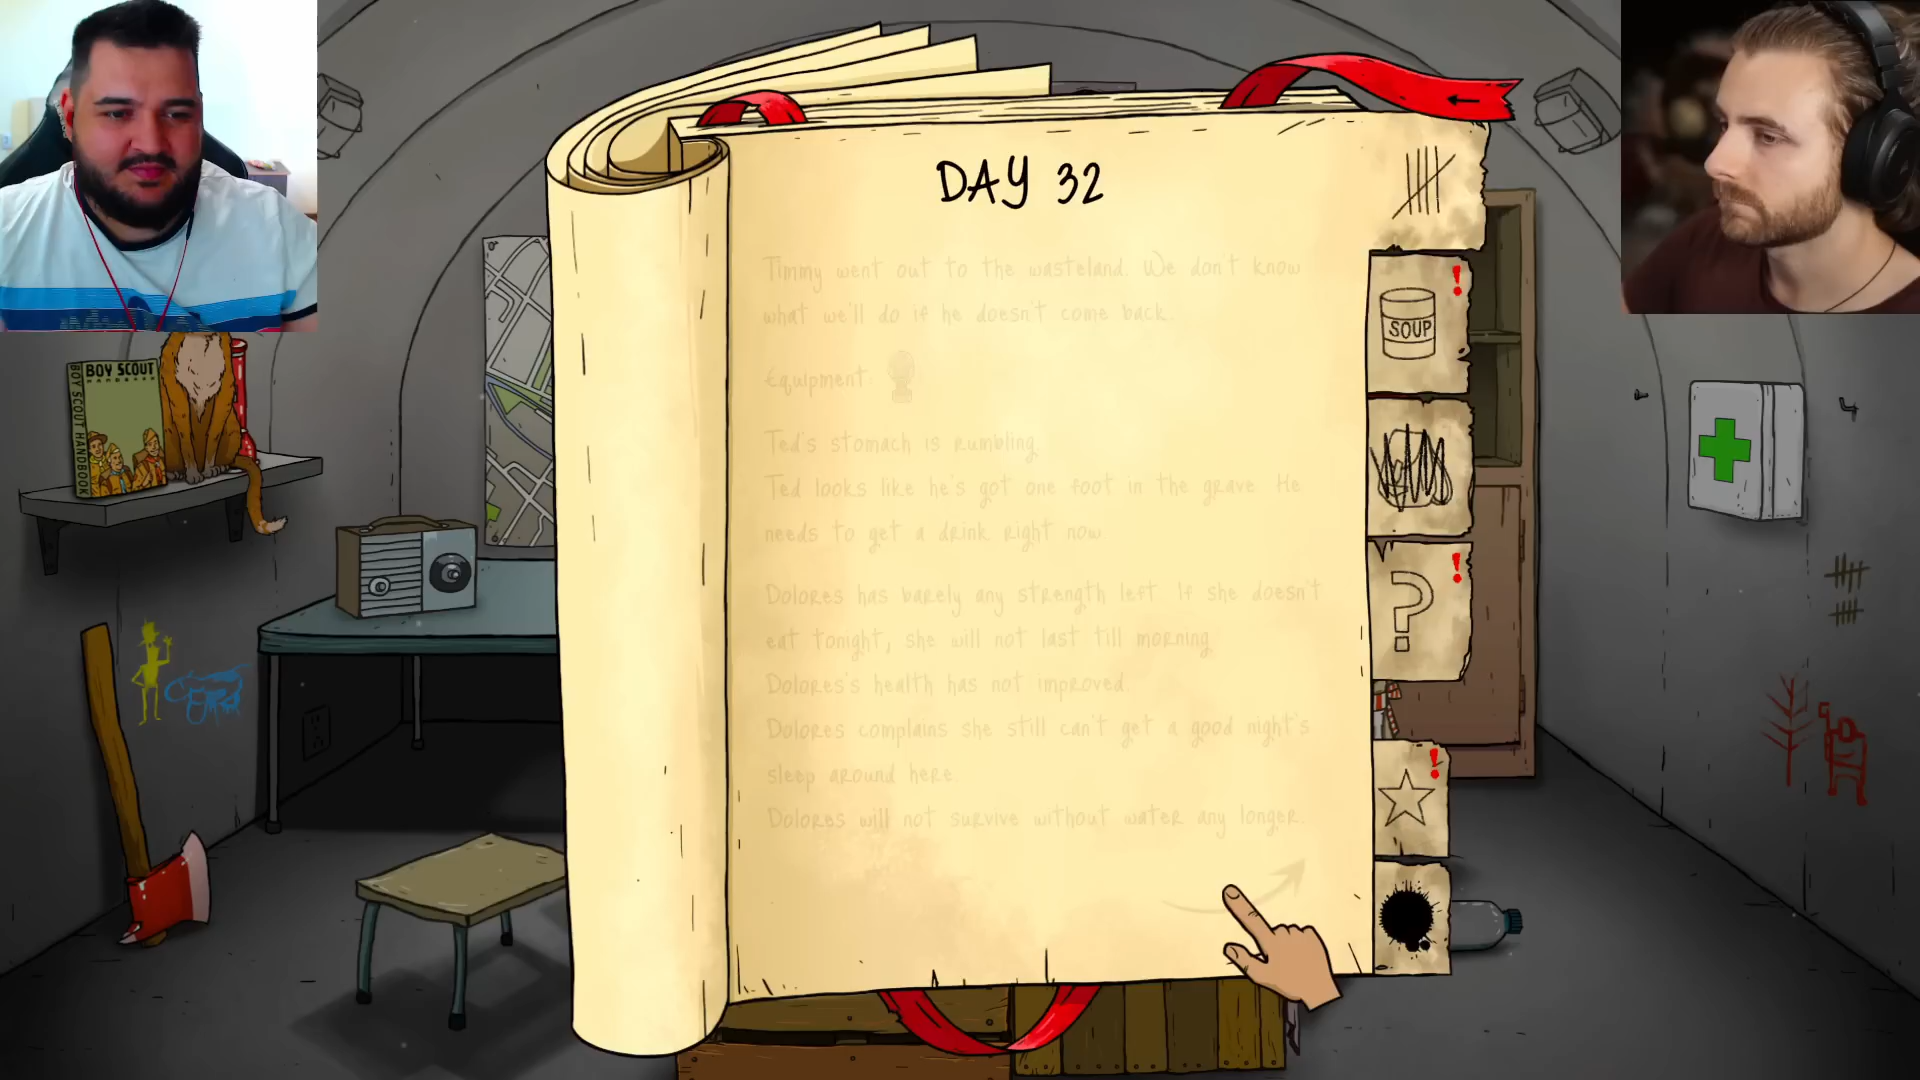 DAY 32
Timmy went out to the wasteland. We don't know
what we'll do if he doesn't come back.
Equipment:
Ted's stomach is rumbling.
Ted looks like he's got one foot in the grave. He
needs to get a drink. Right now.
Dolores has barely any strength left. If she doesn't
eat tonight, she will not last till morning.
Dolores's health has not improved.
Dolores complains she still can't get a good night's
sleep around here.
Dolores will not survive without water any longer.
!
SOUP
!
?
!
BOY SCOUT
HANDBOOK
BOY SCOUT HANDBOOK